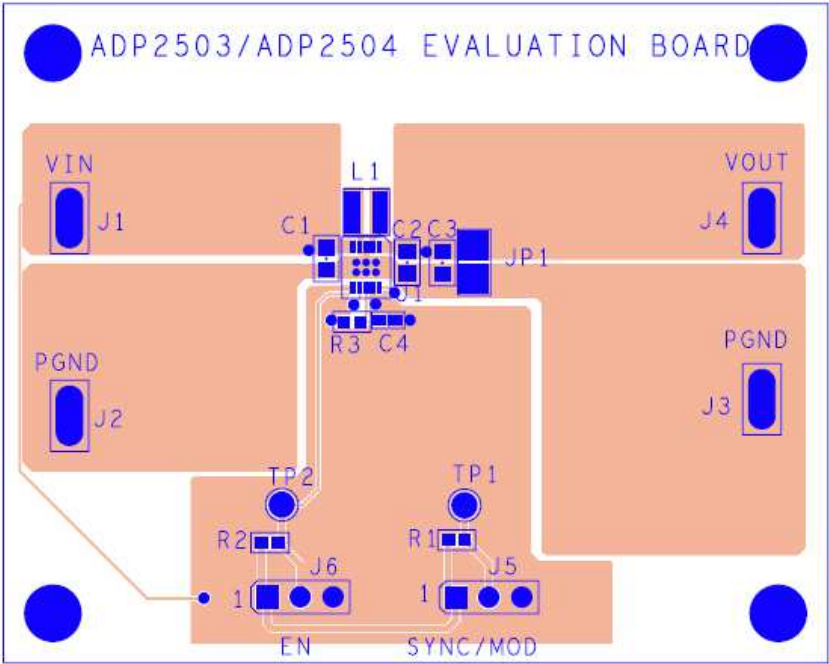 ADP2503/ADP2504 EVALUATION BOARD
VIN
VOUT
L1
J1
C1
C2
C3
J4
JP1
R3
C4
PGND
PGND
J2
J3
TP2
TP1
R2
R1
J6
J5
1
1
EN
SYNC/MOD